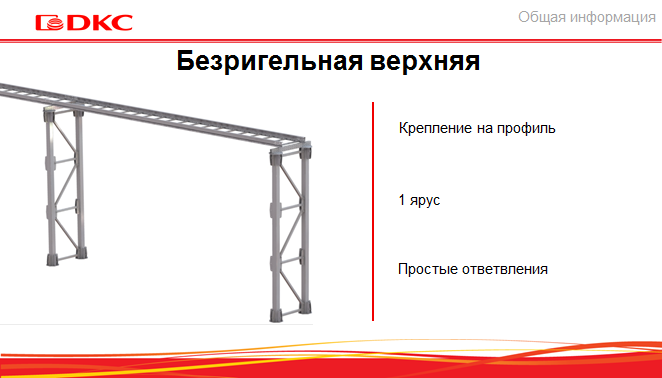 DKC
Общая информация
Безригельная верхняя
Крепление на профиль
1 ярус
Простые ответвления